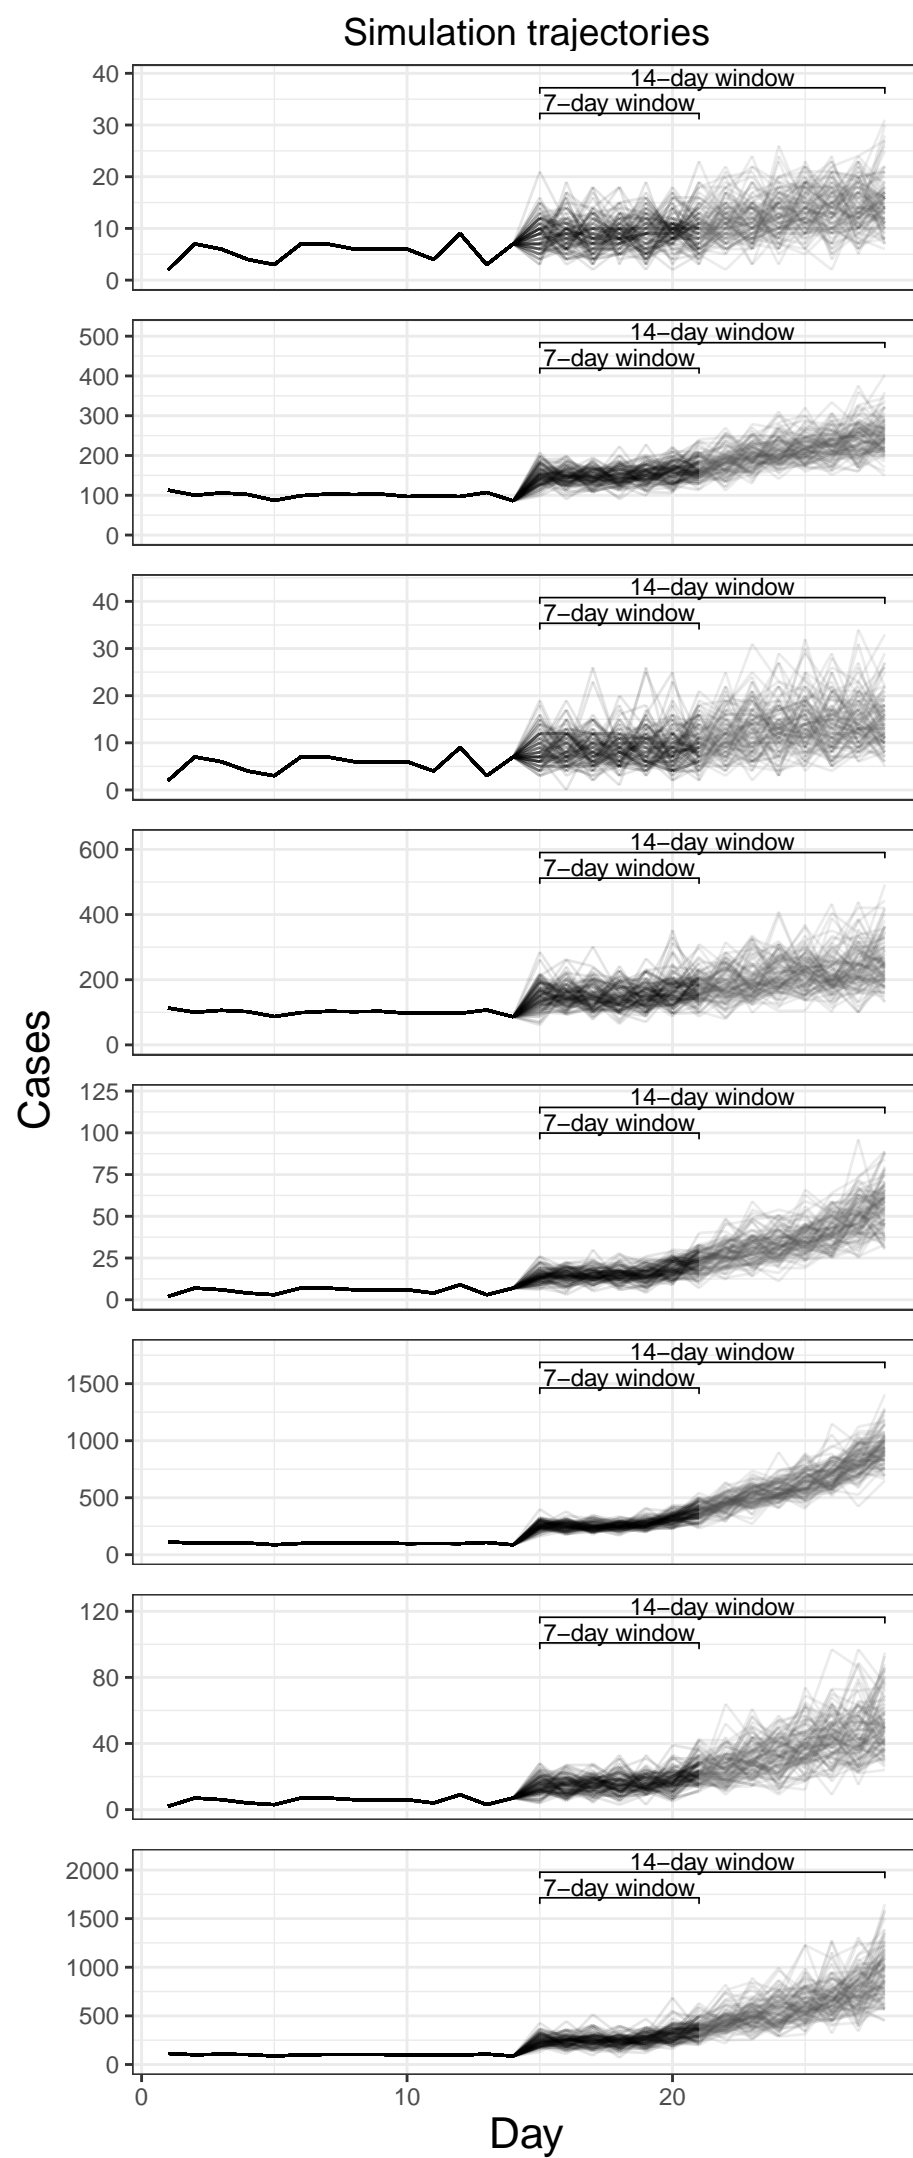 Simulation trajectories
40
30
20
10
0
14−day window
7−day window
500
400
300
200
100
0
14−day window
7−day window
40
30
20
10
0
14−day window
7−day window
600
400
200
0
14−day window
7−day window
Cases
125
100
75
50
25
0
14−day window
7−day window
1500
1000
500
0
14−day window
7−day window
120
80
40
0
14−day window
7−day window
2000
1500
1000
500
0
14−day window
7−day window
0 10 20
Day